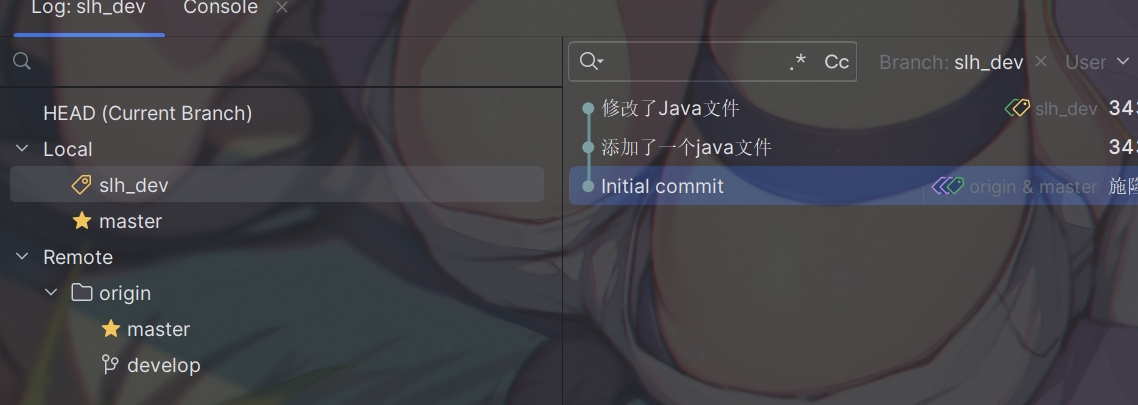 Log: slh_dev Console
.* Cc Branch: slh_dev User
HEAD (Current Branch)
Local
slh_dev
master
Remote
origin
master
develop
修改了Java文件 slh_dev 343
添加了一个java文件 343
Initial commit origin & master